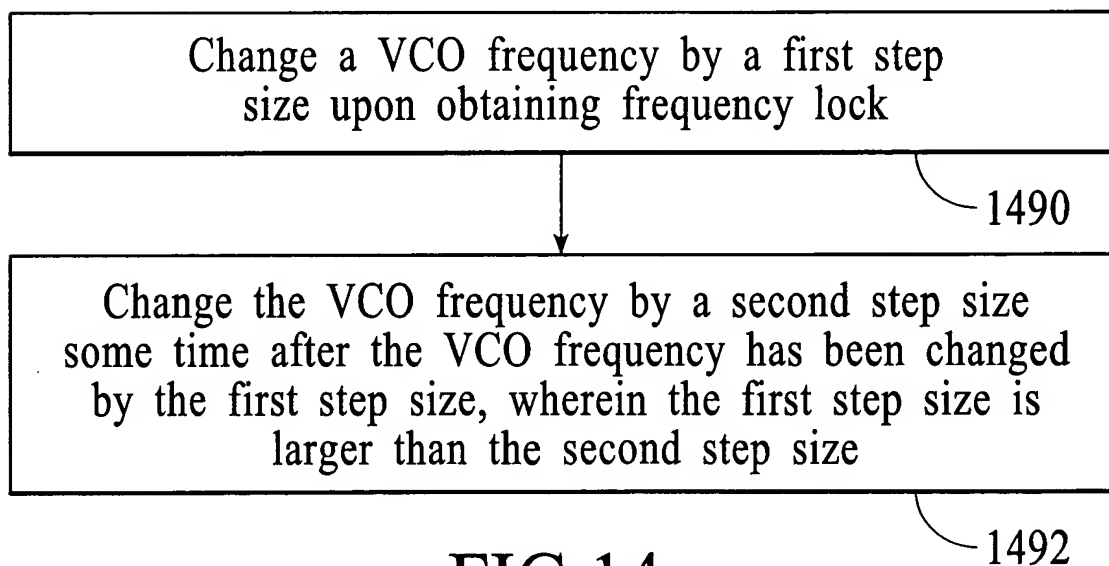 Change a VCO frequency by a first step
size upon obtaining frequency lock
1490
Change the VCO frequency by a second step size
some time after the VCO frequency has been changed
by the first step size, wherein the first step size is
larger than the second step size
1492
FIG.14